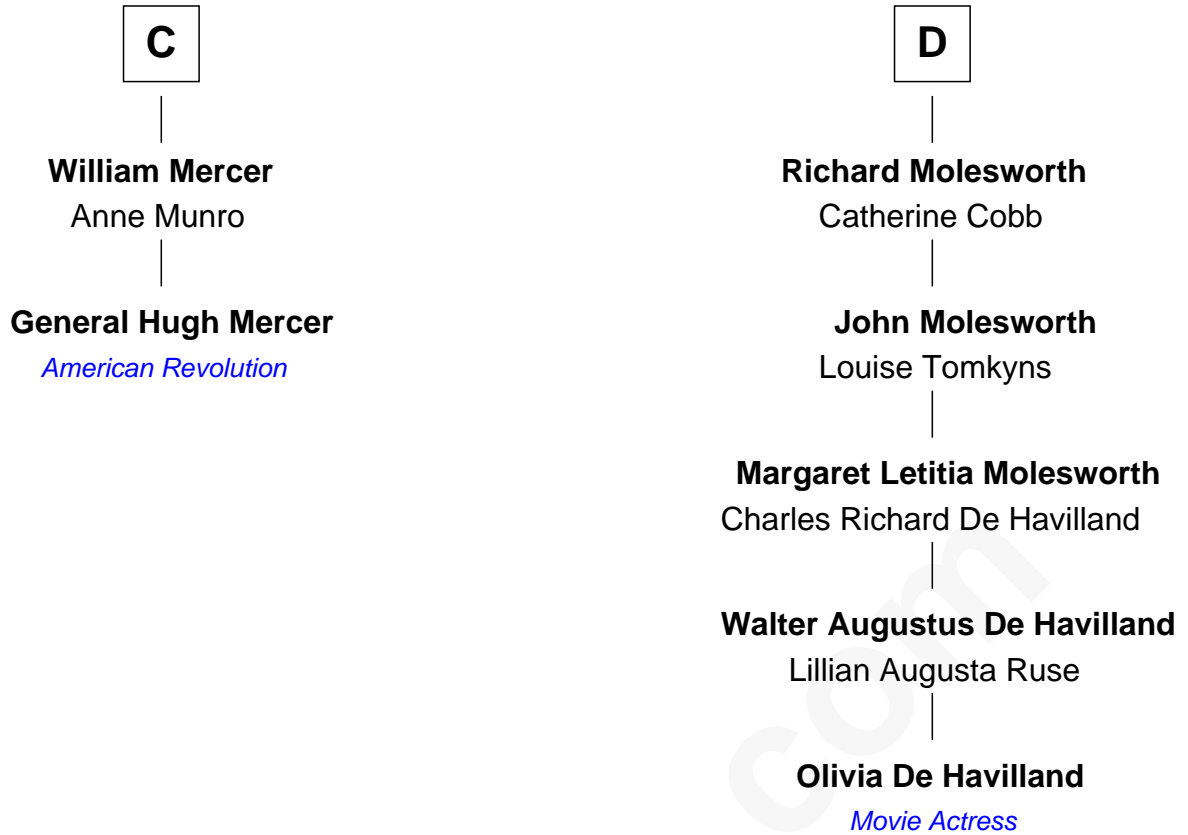 C
William Mercer
Anne Munro
General Hugh Mercer
American Revolution
D
Richard Molesworth
Catherine Cobb
John Molesworth
Louise Tomkyns
Margaret Letitia Molesworth
Charles Richard De Havilland
Walter Augustus De Havilland
Lillian Augusta Ruse
Olivia De Havilland
Movie Actress
com